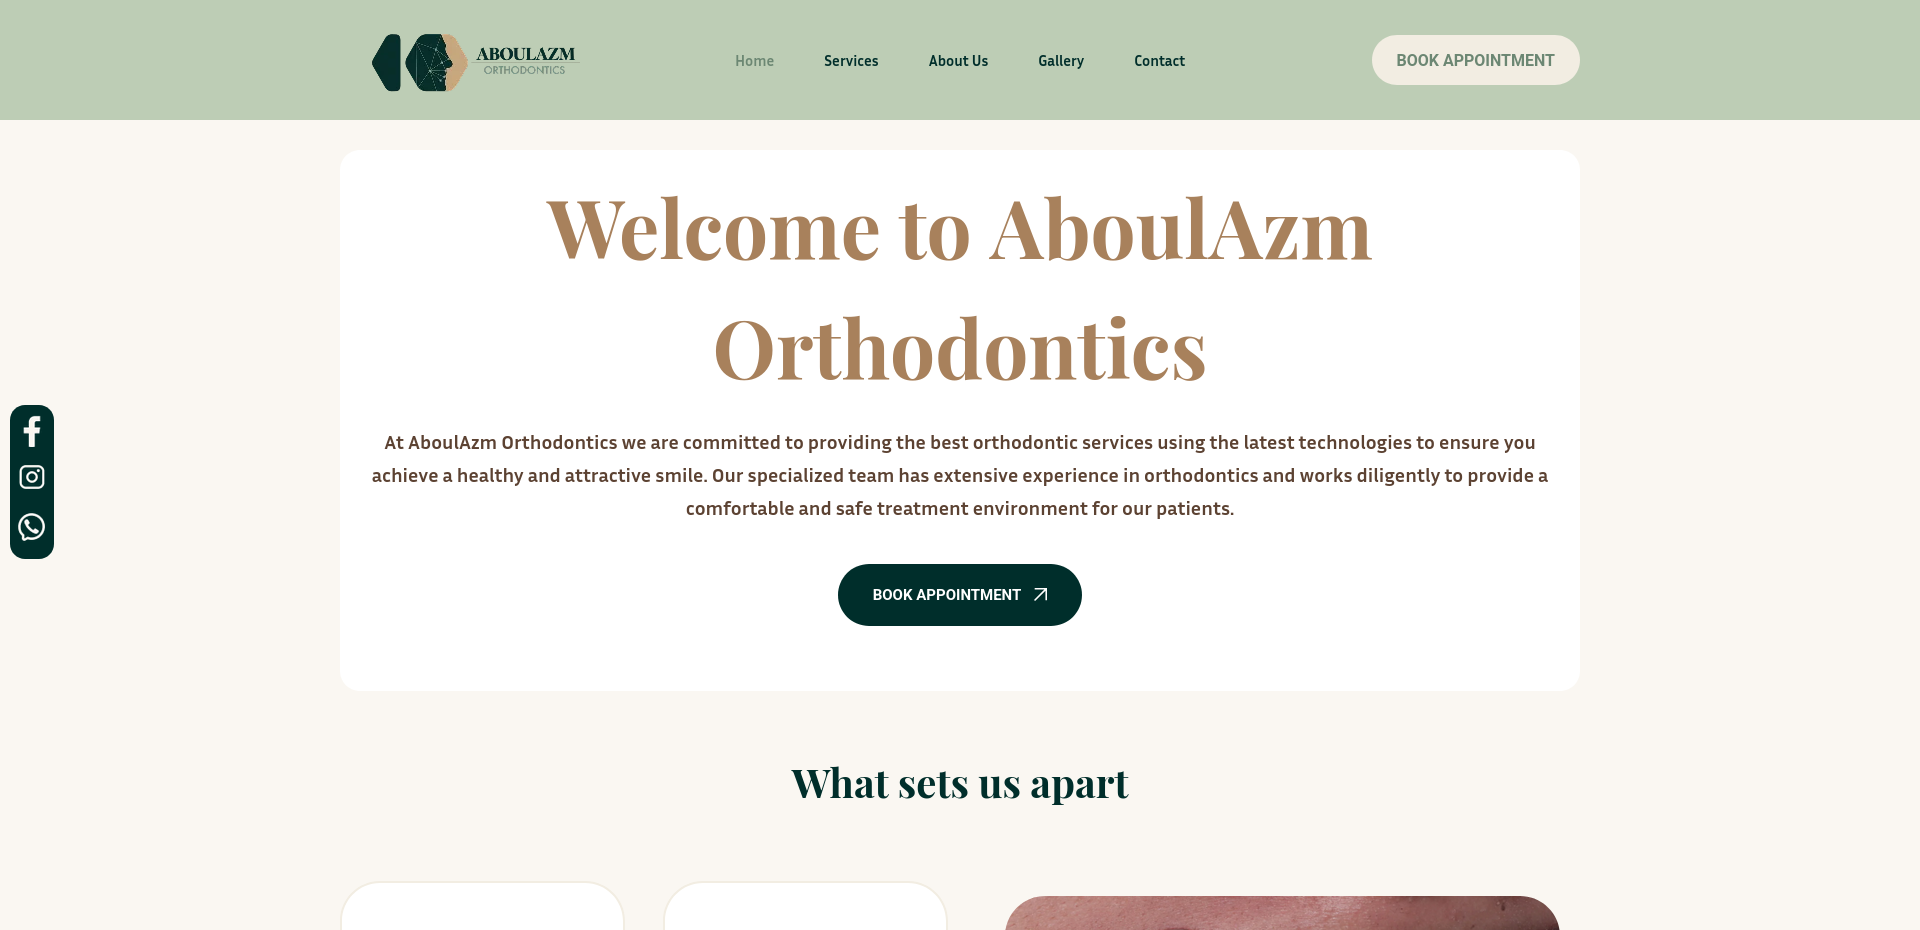 ABOULAZM
ORTHODONTICS
Home
Services
About Us
Gallery
Contact
BOOK APPOINTMENT
Welcome to AboulAzm
Orthodontics
At AboulAzm Orthodontics we are committed to providing the best orthodontic services using the latest technologies to ensure you
achieve a healthy and attractive smile. Our specialized team has extensive experience in orthodontics and works diligently to provide a
comfortable and safe treatment environment for our patients.
BOOK APPOINTMENT
What sets us apart